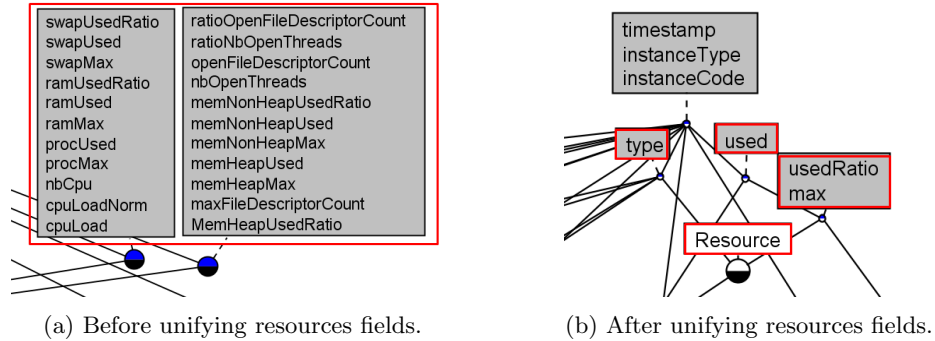 swapUsedRatio
swapUsed
swapMax
ramUsedRatio
ramUsed
ramMax
procUsed
procMax
nbCpu
cpuLoadNorm
cpuLoad
ratioOpenFileDescriptorCount
ratioNbOpenThreads
openFileDescriptorCount
nbOpenThreads
memNonHeapUsedRatio
memNonHeapUsed
memNonHeapMax
memHeapUsed
memHeapMax
maxFileDescriptorCount
MemHeapUsedRatio
(a) Before unifying resources fields.
timestamp
instanceType
instanceCode
type
used
usedRatio
max
Resource
(b) After unifying resources fields.